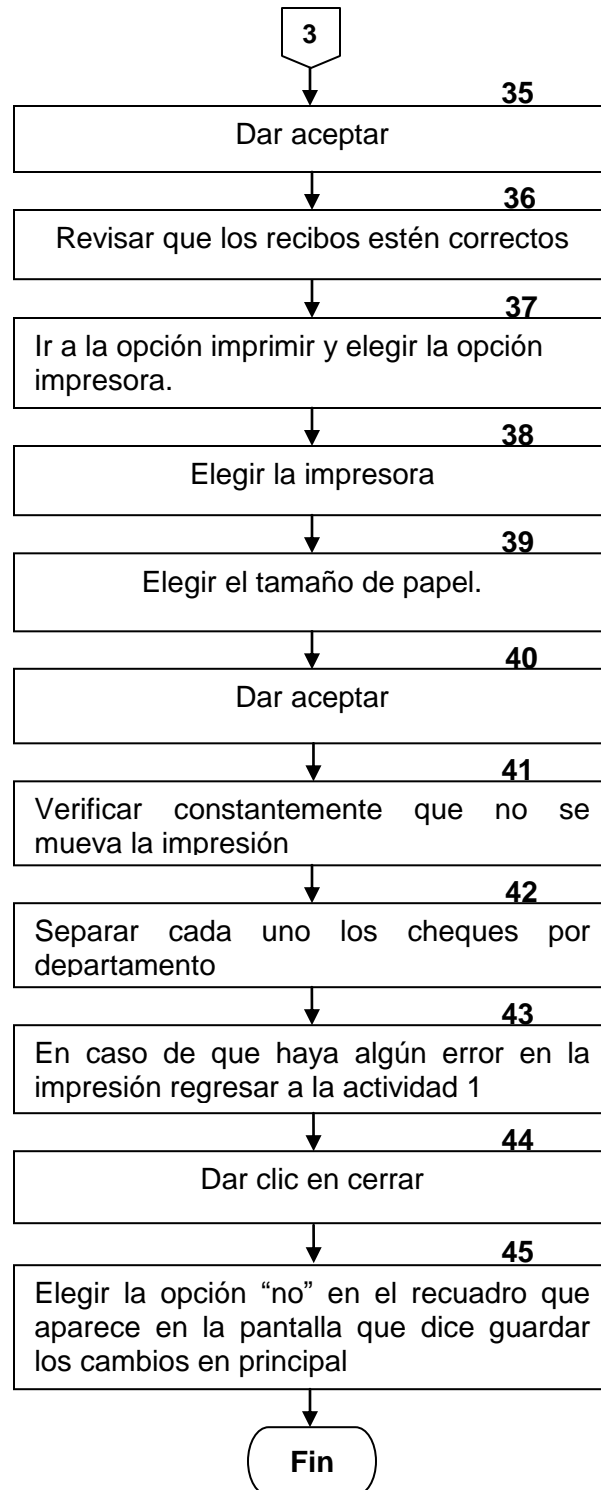 3
35
Dar aceptar
36
Revisar que los recibos estén correctos
37
Ir a la opción imprimir y elegir la opción
impresora.
38
Elegir la impresora
39
Elegir el tamaño de papel.
40
Dar aceptar
41
Verificar constantemente que no se
mueva la impresión
42
Separar cada uno los cheques por
departamento
43
En caso de que haya algún error en la
impresión regresar a la actividad 1
44
Dar clic en cerrar
45
Elegir la opción “no” en el recuadro que
aparece en la pantalla que dice guardar
los cambios en principal
Fin